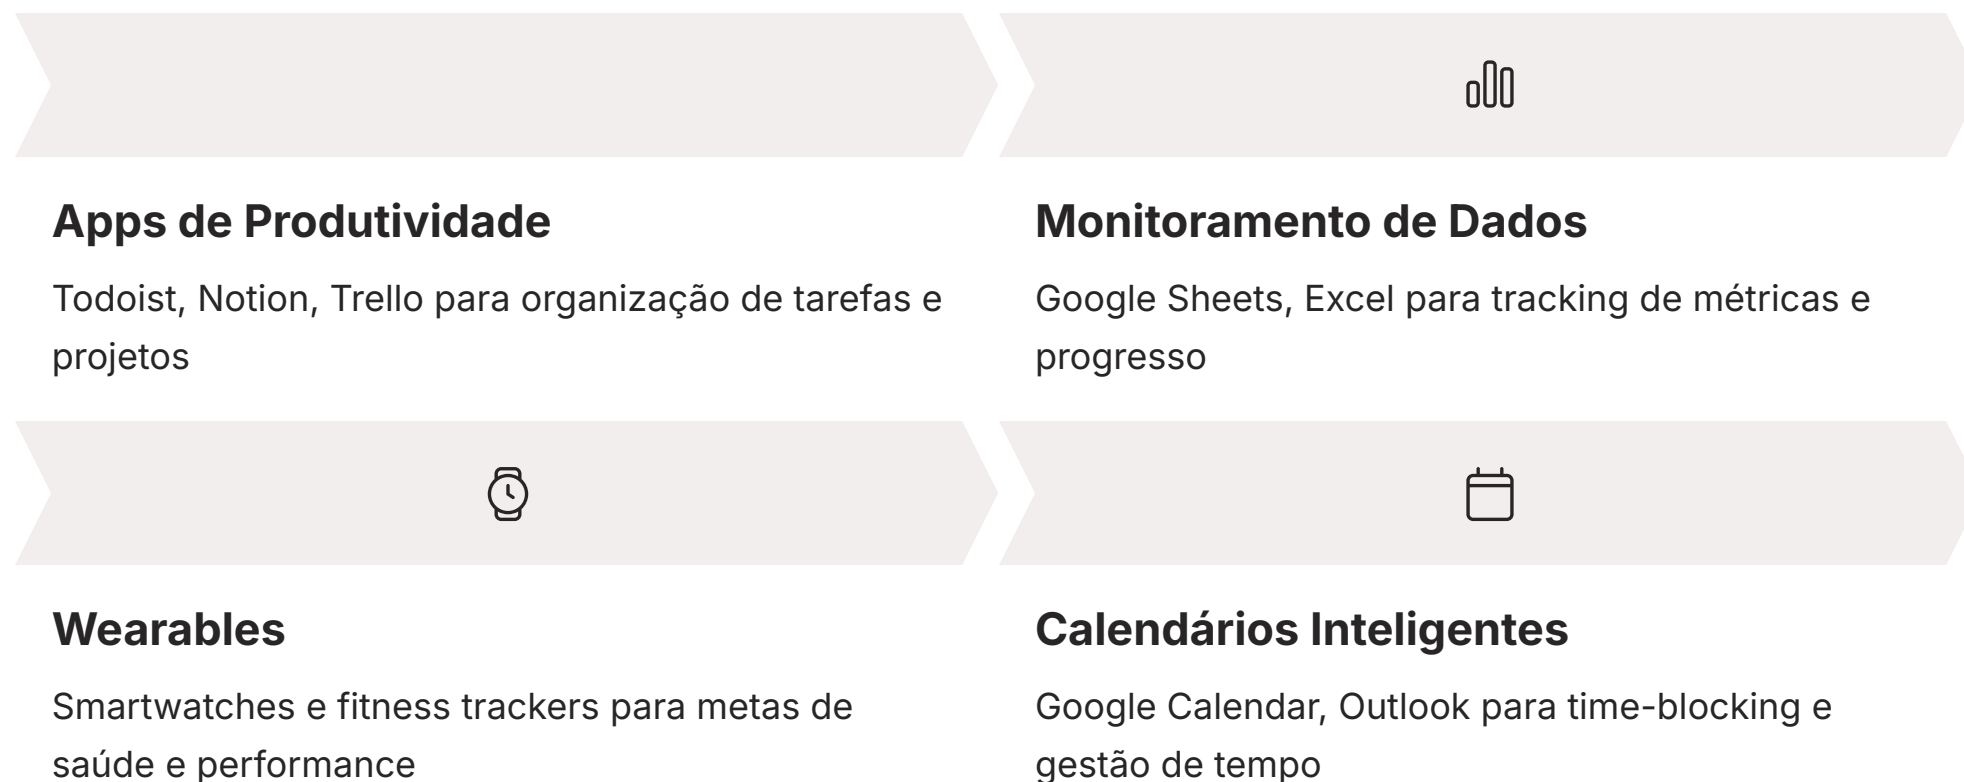 Apps de Produtividade
Todoist, Notion, Trello para organização de tarefas e
projetos
Monitoramento de Dados
Google Sheets, Excel para tracking de métricas e
progresso
Wearables
Smartwatches e fitness trackers para metas de
saúde e performance
Calendários Inteligentes
Google Calendar, Outlook para time-blocking e
gestão de tempo